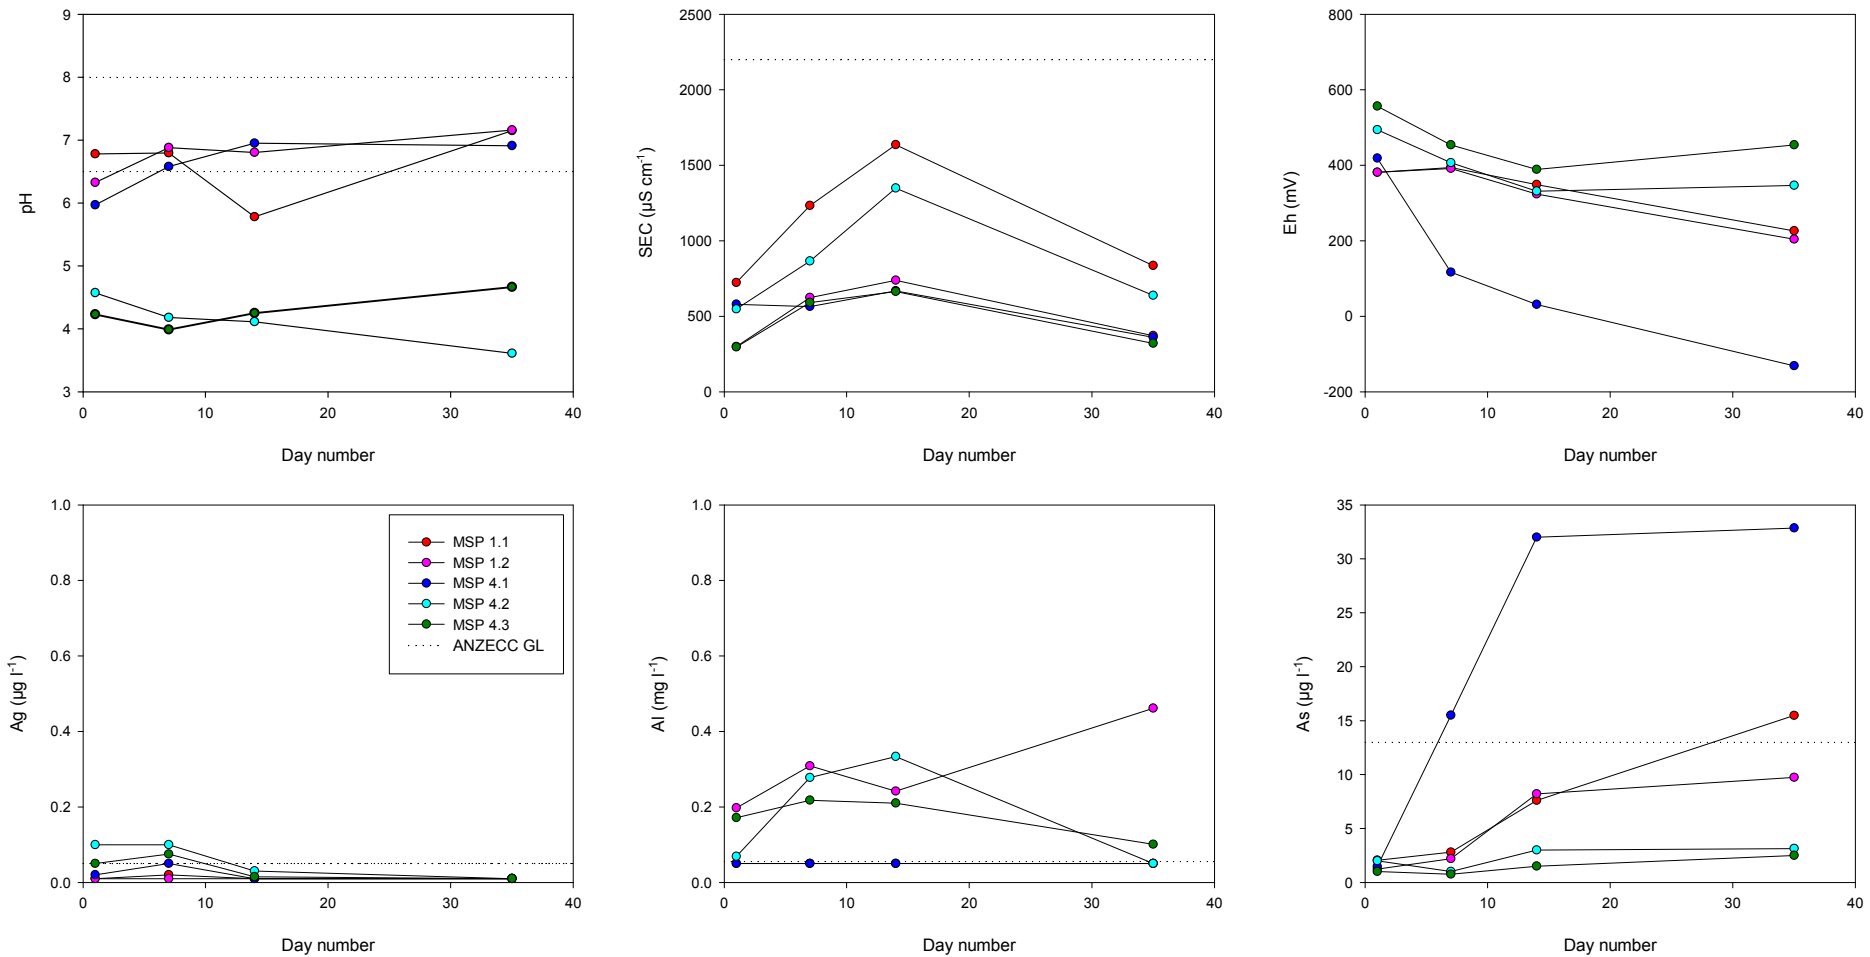 9
8
7
6
5
4
3
pH
0 10 20 30 40
Day number
2500
2000
1500
1000
500
0
SEC (µS cm-1)
0 10 20 30 40
Day number
800
600
400
200
0
-200
Eh (mV)
0 10 20 30 40
Day number
1.0
0.8
0.6
0.4
0.2
0.0
Ag (µg l-1)
MSP 1.1
MSP 1.2
MSP 4.1
MSP 4.2
MSP 4.3
ANZECC GL
0 10 20 30 40
Day number
1.0
0.8
0.6
0.4
0.2
0.0
Al (mg l-1)
0 10 20 30 40
Day number
35
30
25
20
15
10
5
0
As (µg l-1)
0 10 20 30 40
Day number